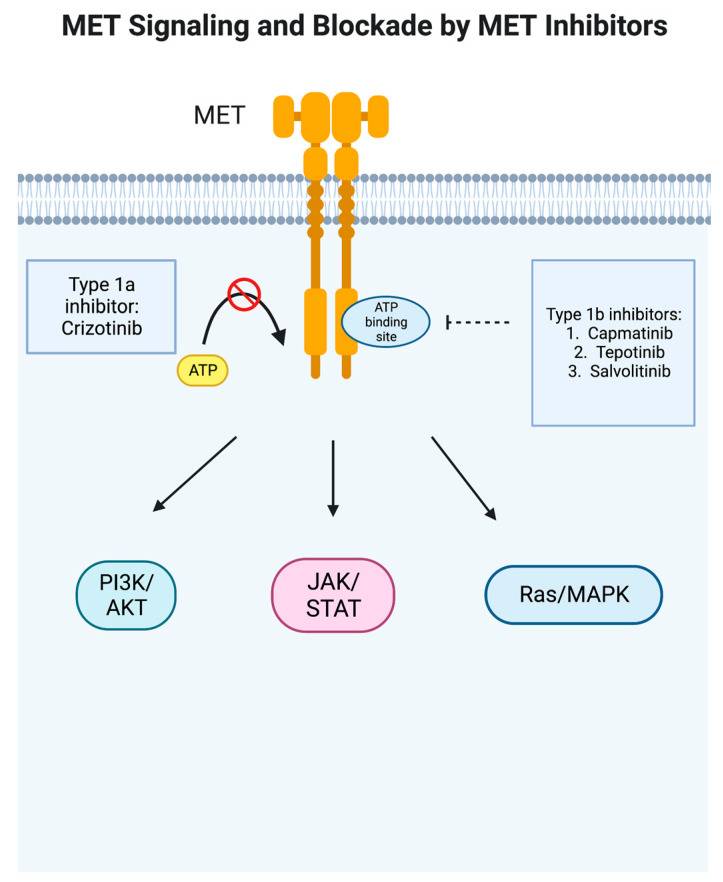 MET Signaling and Blockade by MET Inhibitors
MET
Type 1a
inhibitor:
Crizotinib
ATP
ATP
binding
site
Type 1b inhibitors:
1. Capmatinib
2. Tepotinib
3. Salvolitinib
PI3K/
AKT
JAK/
STAT
Ras/MAPK